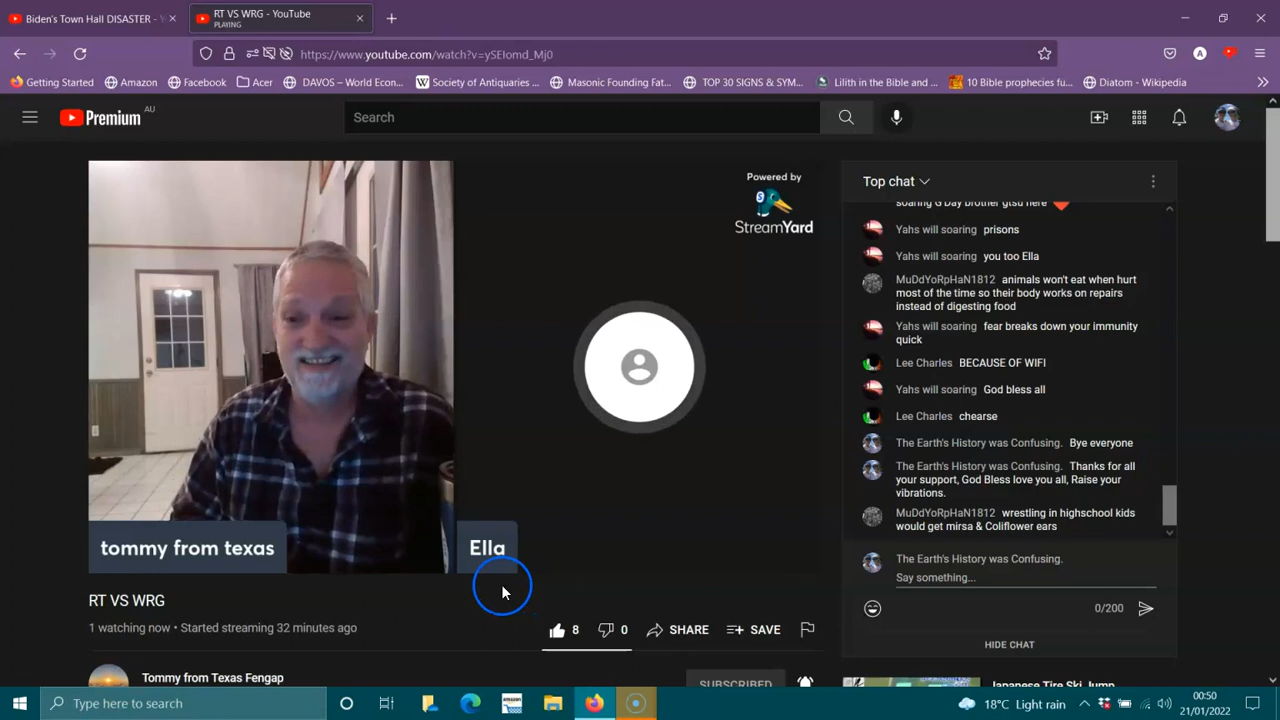 Biden's Town Hall DISASTER - Y
RT VS WRG - YouTube
PLAYING
https://www.youtube.com/watch?v=ySEIomd_Mj0
Getting Started
Amazon
Facebook
Acer
DAVOS – World Econ...
Society of Antiquaries ...
Masonic Founding Fat...
TOP 30 SIGNS & SYM...
Lilith in the Bible and ...
10 Bible prophecies fu...
Diatom - Wikipedia
Premium
AU
Search
A
Powered by
StreamYard
tommy from texas
Ella
Top chat
soaring G Day brother gtsu here
Yahs will soaring prisons
Yahs will soaring you too Ella
MuDdYoRpHaN1812 animals won't eat when hurt
most of the time so their body works on repairs
instead of digesting food
Yahs will soaring fear breaks down your immunity
quick
Lee Charles BECAUSE OF WIFI
Yahs will soaring God bless all
Lee Charles chearse
The Earth's History was Confusing. Bye everyone
The Earth's History was Confusing. Thanks for all
your support, God Bless love you all, Raise your
vibrations.
MuDdYoRpHaN1812 wrestling in highschool kids
would get mirsa & Coliflower ears
The Earth's History was Confusing.
Say something...
0/200
HIDE CHAT
RT VS WRG
1 watching now • Started streaming 32 minutes ago
8
0
SHARE
SAVE
Tommy from Texas Fengap
SUBSCRIBED
Japanese Tire Ski Jump
Type here to search
amazon
18°C Light rain
00:50
21/01/2022